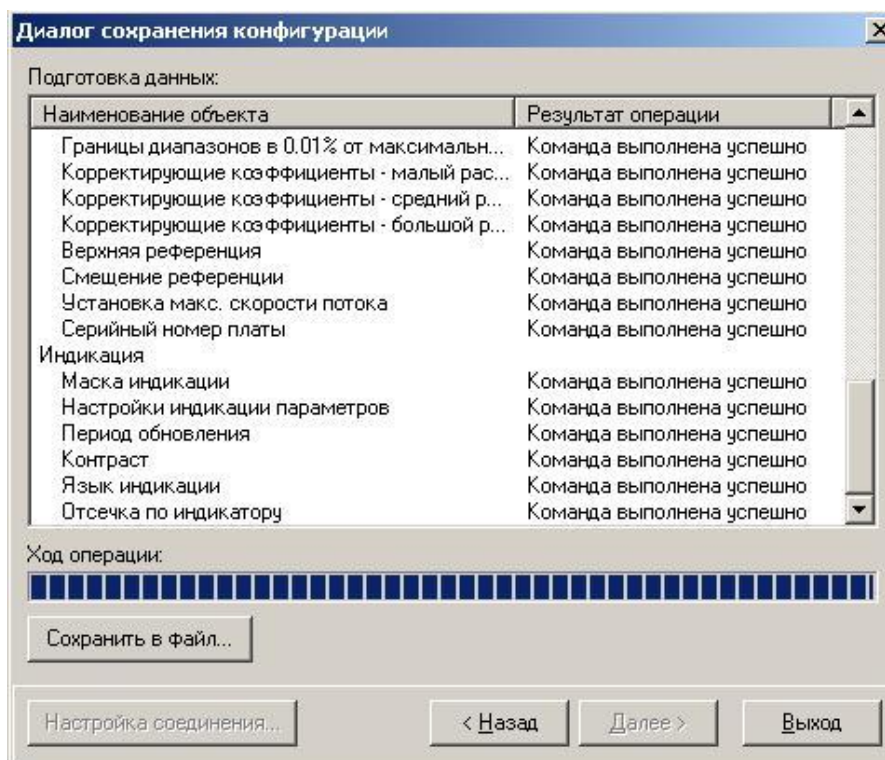 Диалог сохранения конфигурации
Подготовка данных:
Наименование объекта Результат операции
Границы диапазонов в 0.01% от максимальн... Команда выполнена успешно
Корректирующие коэффициенты - малый рас... Команда выполнена успешно
Корректирующие коэффициенты - средний р... Команда выполнена успешно
Корректирующие коэффициенты - большой р... Команда выполнена успешно
Верхняя референция Команда выполнена успешно
Смещение референции Команда выполнена успешно
Установка макс. скорости потока Команда выполнена успешно
Серийный номер платы Команда выполнена успешно
Индикация
Маска индикации Команда выполнена успешно
Настройки индикации параметров Команда выполнена успешно
Период обновления Команда выполнена успешно
Контраст Команда выполнена успешно
Язык индикации Команда выполнена успешно
Отсечка по индикатору Команда выполнена успешно
Ход операции:
Сохранить в файл...
Настройка соединения... < Назад Далее > Выход